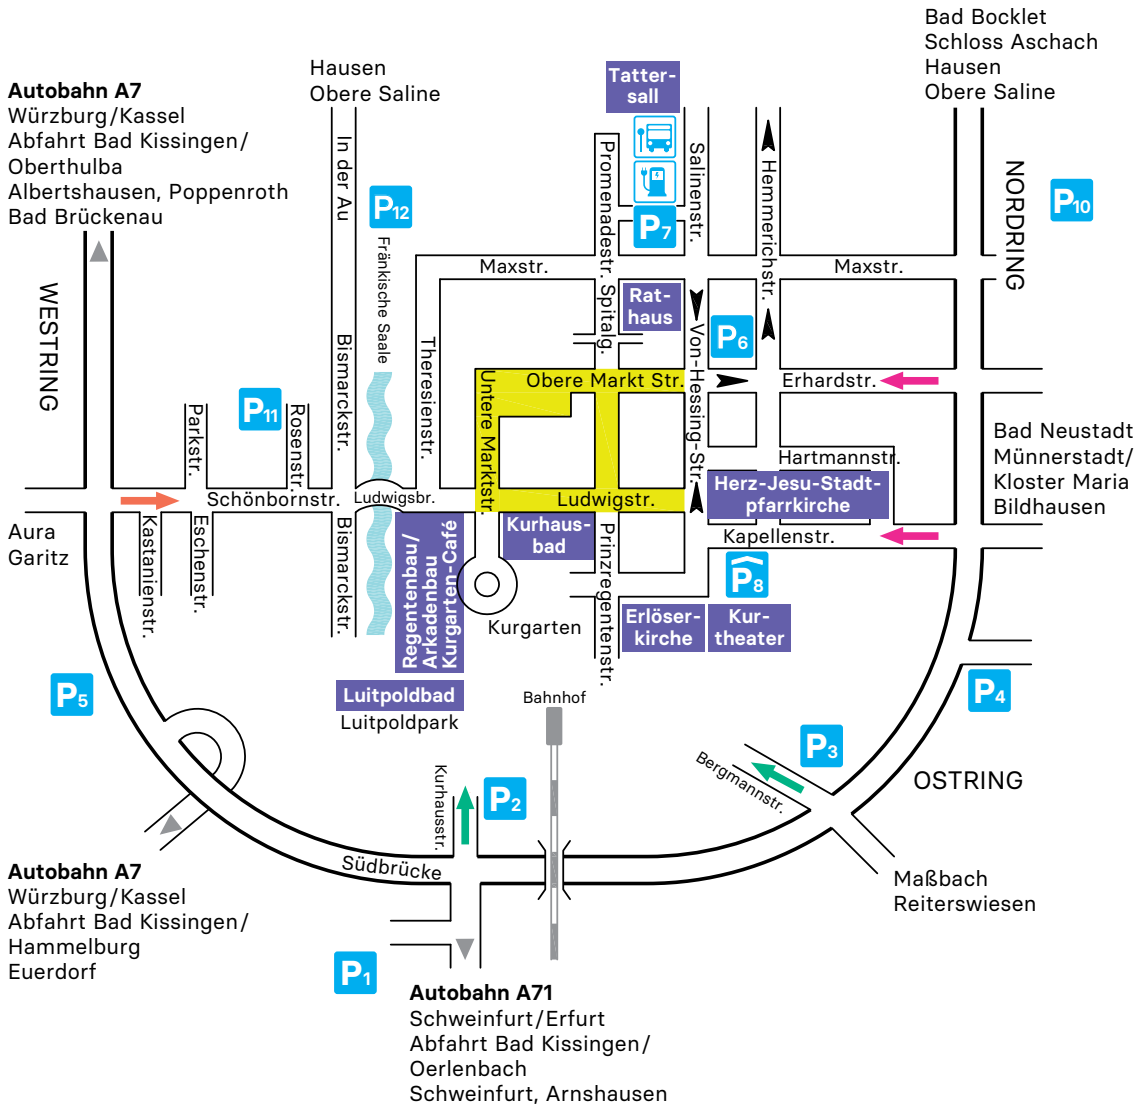 Bad Bocklet
Schloss Aschach
Hausen
Obere Saline
Hausen
Obere Saline
Autobahn A7
Würzburg/Kassel
Abfahrt Bad Kissingen/
Oberthulba
Albertshausen, Poppenroth
Bad Brückenau
Tatter-
sall
P7
P12
P10
In der Au
Fränkische Saale
Promenadestr.
Salinenstr.
Hemmerichstr.
NORDRING
WESTRING
Maxstr.
Maxstr.
Spitalg.
Rat-
haus
P6
Bismarckstr.
Theresienstr.
Untere Marktstr.
Obere Markt Str.
Von-Hessing-Str.
Erhardstr.
P11
Parkstr.
Rosenstr.
Hartmannstr.
Bad Neustadt
Münnerstadt/
Kloster Maria
Bildhausen
Schönbornstr.
Ludwigsbr.
Ludwigstr.
Herz-Jesu-Stadt-
pfarrkirche
Aura
Garitz
Kastanienstr.
Eschenstr.
Bismarckstr.
Regentenbau/
Arkadenbau
Kurgarten-Café
Kurhaus-
bad
Prinzregentenstr.
Kapellenstr.
P8
Kurgarten
Erlöser-
kirche
Kur-
theater
Luitpoldbad
Luitpoldpark
Bahnhof
P5
P4
P3
Bergmannstr.
OSTRING
Kurhausstr.
P2
Südbrücke
Autobahn A7
Würzburg/Kassel
Abfahrt Bad Kissingen/
Hammelburg
Euerdorf
Maßbach
Reiterswiesen
P1
Autobahn A71
Schweinfurt/Erfurt
Abfahrt Bad Kissingen/
Oerlenbach
Schweinfurt, Arnshausen